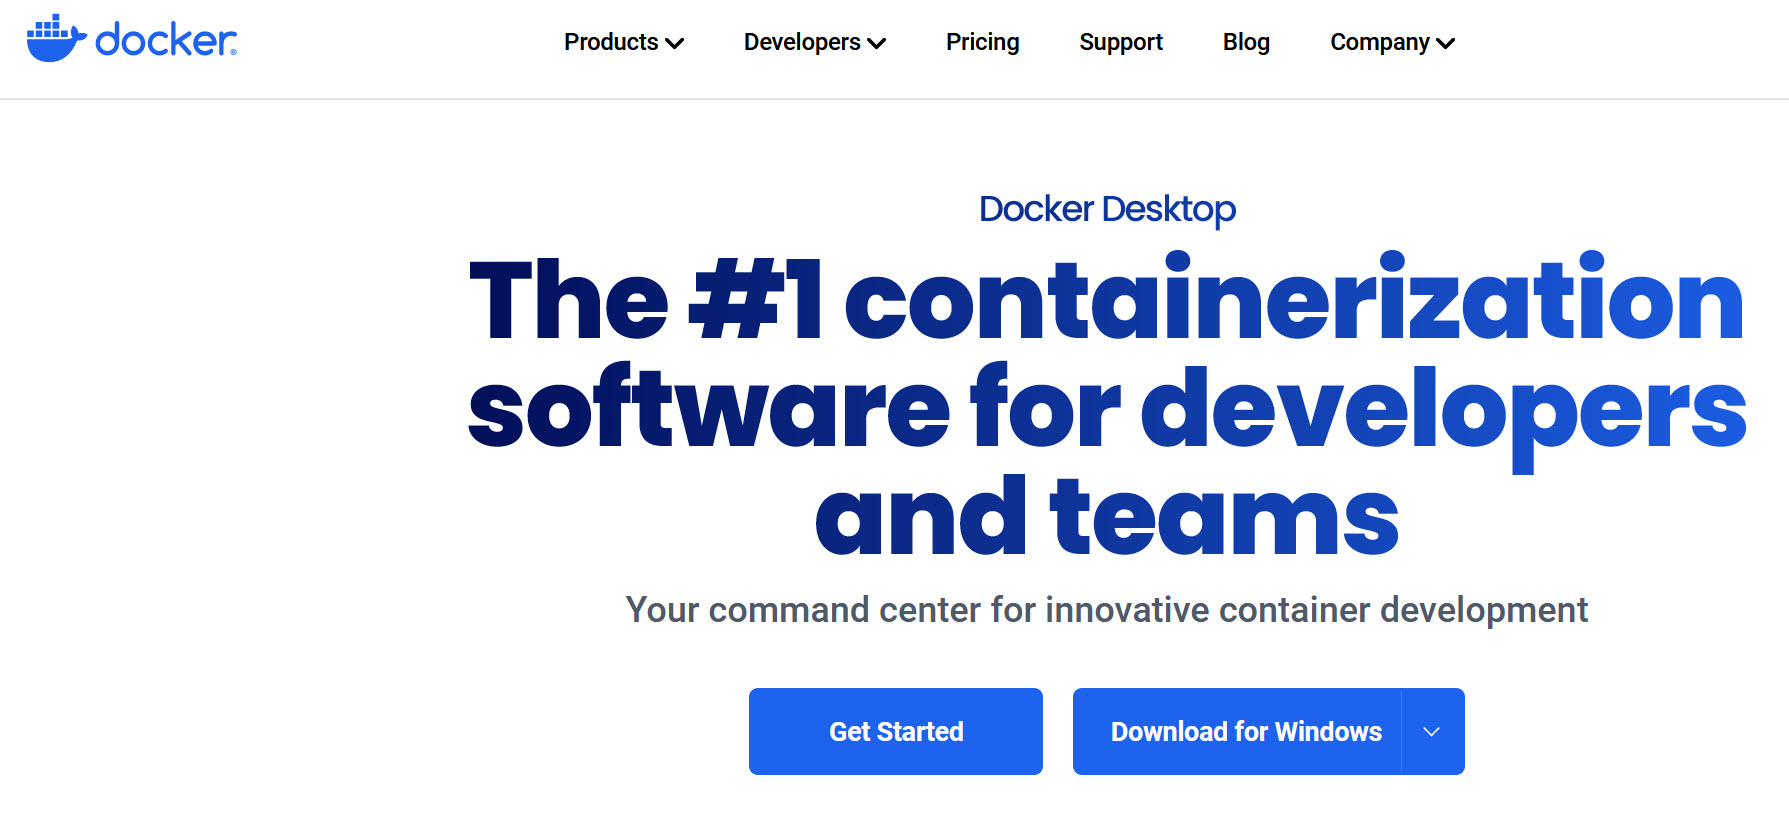 docker®
Products
Developers
Pricing
Support
Blog
Company
Docker Desktop
The #1 containerization
software for developers
and teams
Your command center for innovative container development
Get Started
Download for Windows